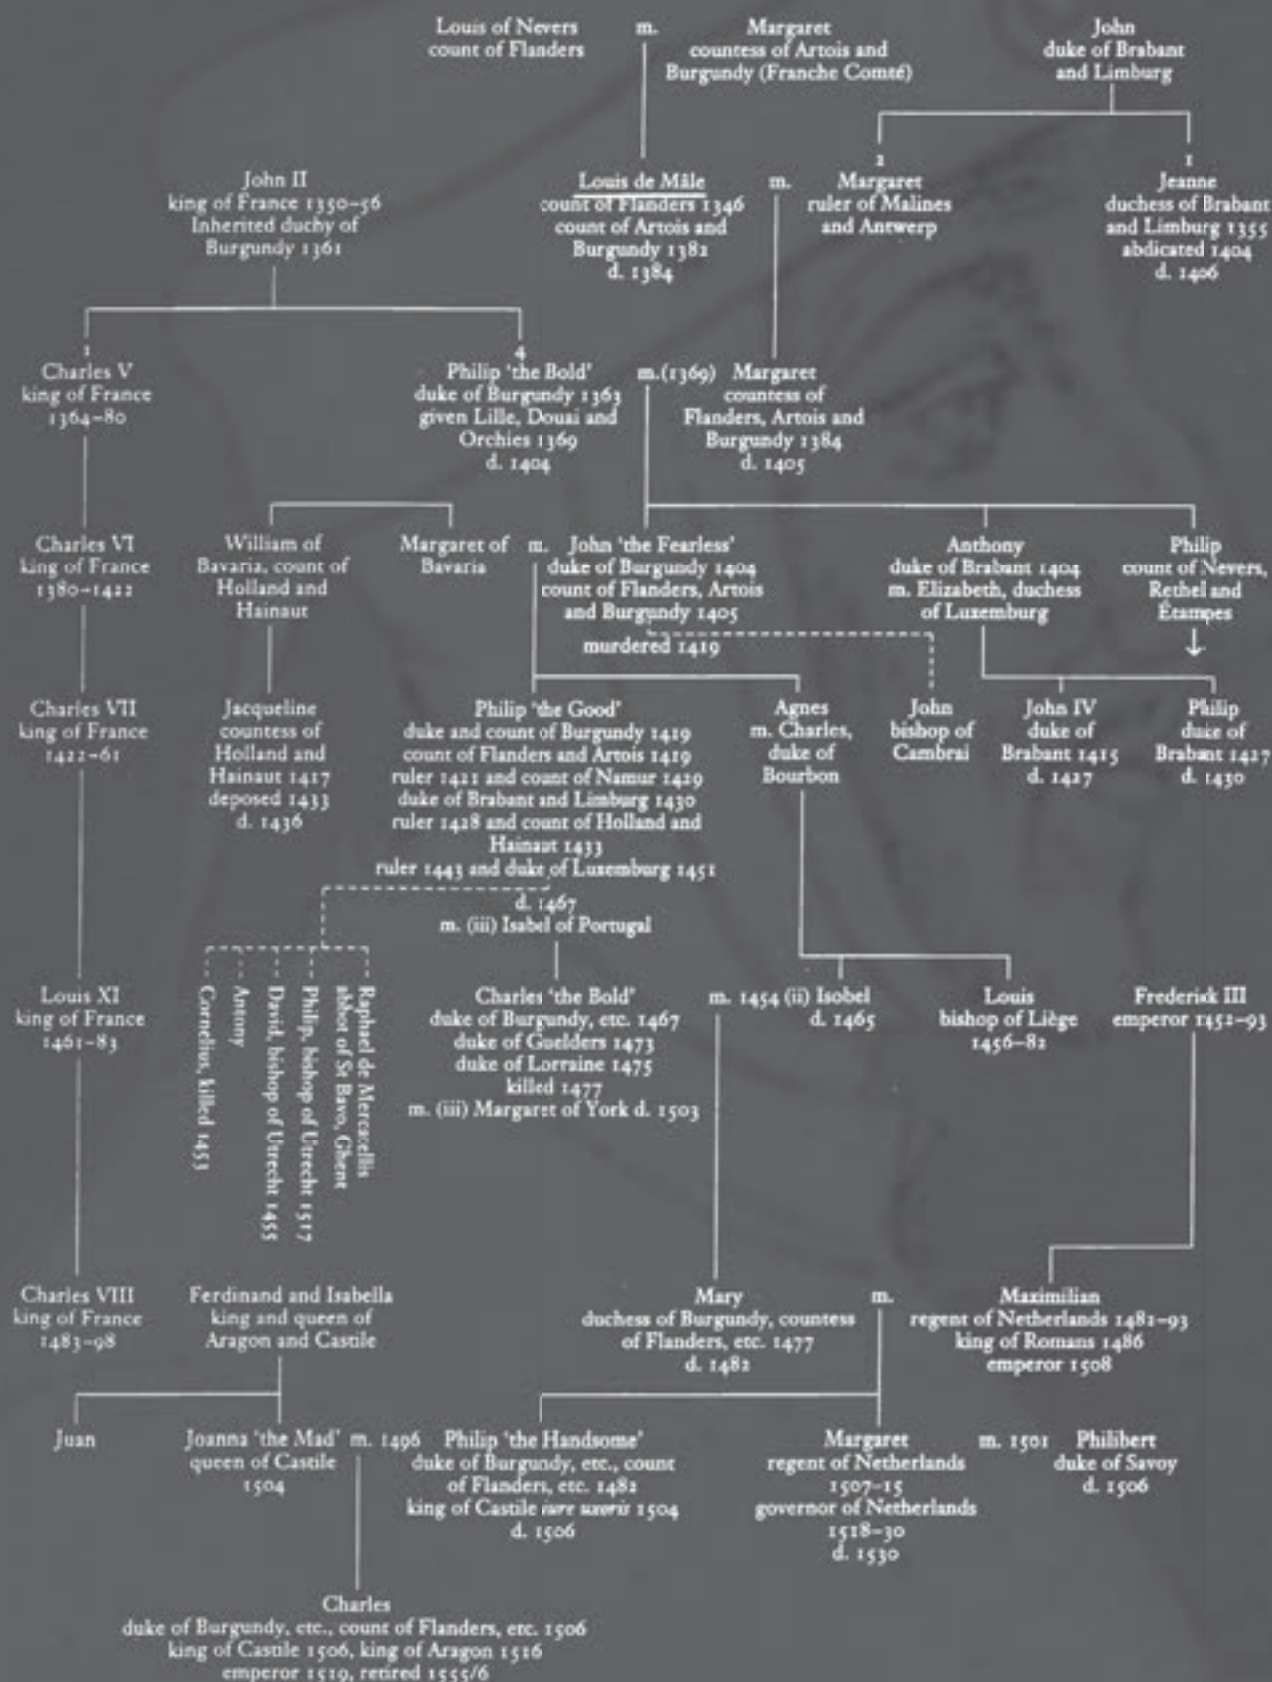 Louis of Nevers
count of Flanders
m.
Margaret
countess of Artois and
Burgundy (Franche Comté)
John
duke of Brabant
and Limburg
John II
king of France 1350–56
Inherited duchy of
Burgundy 1361
Louis de Mâle
count of Flanders 1346
count of Artois and
Burgundy 1382
d. 1384
m.
2
Margaret
ruler of Malines
and Antwerp
1
Jeanne
duchess of Brabant
and Limburg 1355
abdicated 1404
d. 1406
1
Charles V
king of France
1364–80
4
Philip ‘the Bold’
duke of Burgundy 1363
given Lille, Douai and
Orchies 1369
d. 1404
m.(1369)
Margaret
countess of
Flanders, Artois and
Burgundy 1384
d. 1405
Charles VI
king of France
1380–1422
William of
Bavaria, count of
Holland and
Hainaut
Margaret of
Bavaria
m.
John ‘the Fearless’
duke of Burgundy 1404
count of Flanders, Artois
and Burgundy 1405
murdered 1419
Anthony
duke of Brabant 1404
m. Elizabeth, duchess
of Luxemburg
Philip
count of Nevers,
Rethel and
Étampes
Charles VII
king of France
1422–61
Jacqueline
countess of
Holland and
Hainaut 1417
deposed 1433
d. 1436
Philip ‘the Good’
duke and count of Burgundy 1419
count of Flanders and Artois 1419
ruler 1421 and count of Namur 1429
duke of Brabant and Limburg 1430
ruler 1428 and count of Holland and
Hainaut 1433
ruler 1443 and duke of Luxemburg 1451
d. 1467
m. (iii) Isabel of Portugal
Agnes
m. Charles,
duke of
Bourbon
John
bishop of
Cambrai
John IV
duke of
Brabant 1415
d. 1427
Philip
duke of
Brabant 1427
d. 1430
Louis XI
king of France
1461–83
Cornelius, killed 1453
Antony
David, bishop of Utrecht 1455
Philip, bishop of Utrecht 1517
Raphael de Mercatellis
abbot of St Bavo, Ghent
Charles ‘the Bold’
duke of Burgundy, etc. 1467
duke of Guelders 1473
duke of Lorraine 1475
killed 1477
m. (iii) Margaret of York d. 1503
m. 1454 (ii) Isobel
d. 1465
Louis
bishop of Liège
1456–82
Frederick III
emperor 1452–93
Charles VIII
king of France
1483–98
Ferdinand and Isabella
king and queen of
Aragon and Castile
Mary
duchess of Burgundy, countess
of Flanders, etc. 1477
d. 1482
m.
Maximilian
regent of Netherlands 1482–93
king of Romans 1486
emperor 1508
Juan
Joanna ‘the Mad’
queen of Castile
1504
m. 1496
Philip ‘the Handsome’
duke of Burgundy, etc., count
of Flanders, etc. 1482
king of Castile iure uxoris 1504
d. 1506
Margaret
regent of Netherlands
1507–15
governor of Netherlands
1518–30
d. 1530
m. 1501
Philibert
duke of Savoy
d. 1506
Charles
duke of Burgundy, etc., count of Flanders, etc. 1506
king of Castile 1506, king of Aragon 1516
emperor 1519, retired 1555/6